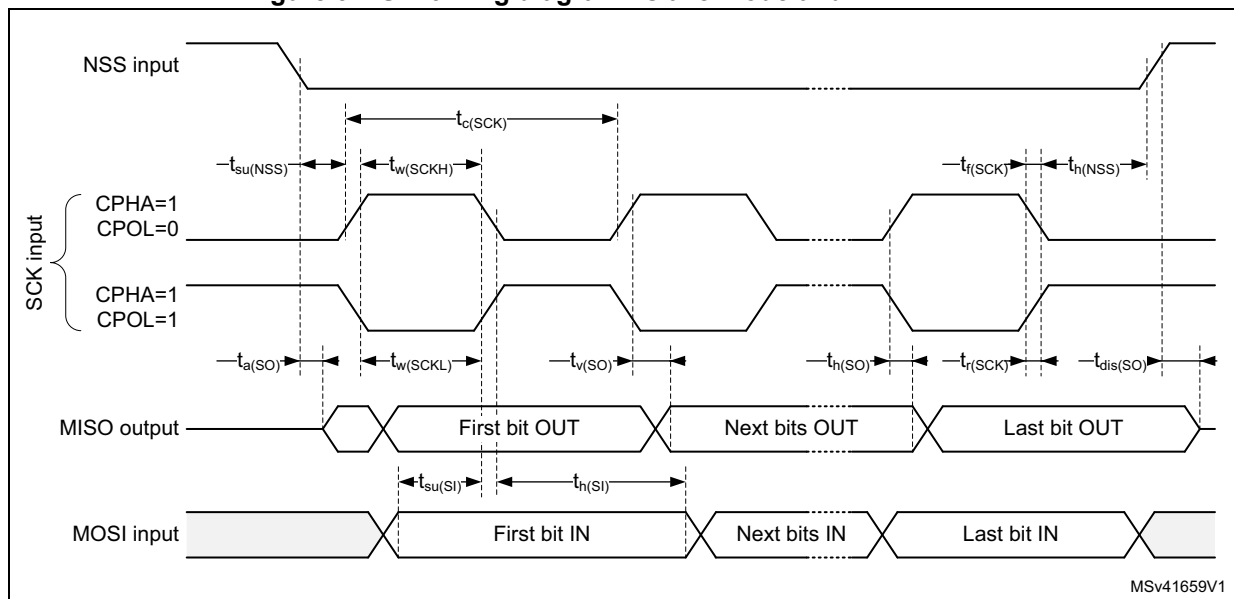 NSS input
tc(SCK)
tsu(NSS)
tw(SCKH)
tf(SCK)
th(NSS)
SCK input
CPHA=1
CPOL=0
CPHA=1
CPOL=1
ta(SO)
tw(SCKL)
tv(SO)
th(SO)
tr(SCK)
tdis(SO)
MISO output
First bit OUT
Next bits OUT
Last bit OUT
tsu(SI)
th(SI)
MOSI input
First bit IN
Next bits IN
Last bit IN
MSv41659V1